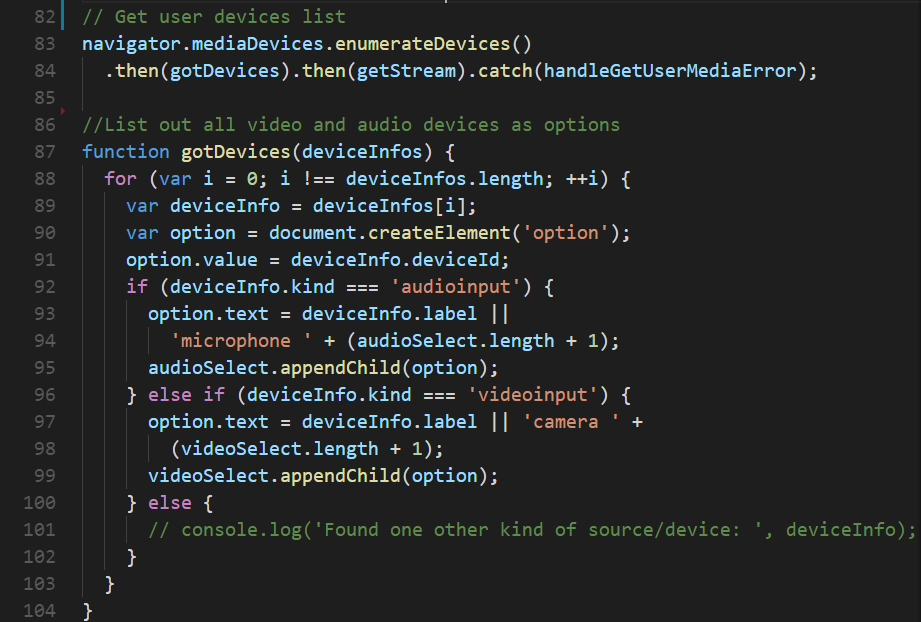 82 // Get user devices list
83 navigator.mediaDevices.enumerateDevices()
84   .then(gotDevices).then(getStream).catch(handleGetUserMediaError);
85
86 //List out all video and audio devices as options
87 function gotDevices(deviceInfos) {
88   for (var i = 0; i !== deviceInfos.length; ++i) {
89     var deviceInfo = deviceInfos[i];
90     var option = document.createElement('option');
91     option.value = deviceInfo.deviceId;
92     if (deviceInfo.kind === 'audioinput') {
93       option.text = deviceInfo.label ||
94         'microphone ' + (audioSelect.length + 1);
95       audioSelect.appendChild(option);
96     } else if (deviceInfo.kind === 'videoinput') {
97       option.text = deviceInfo.label || 'camera ' +
98         (videoSelect.length + 1);
99       videoSelect.appendChild(option);
100     } else {
101       // console.log('Found one other kind of source/device: ', deviceInfo);
102     }
103   }
104 }